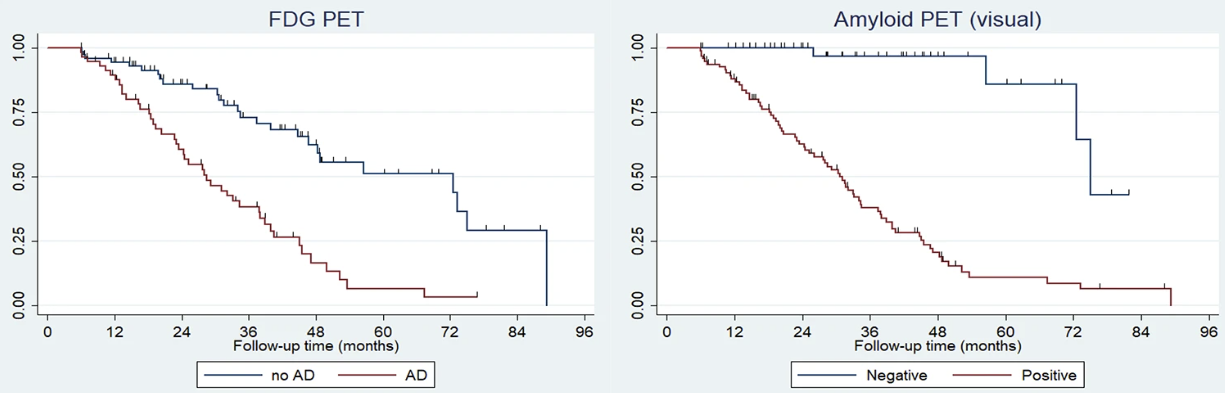 FDG PET
1.00
0.75
0.50
0.25
0.00
0 12 24 36 48 60 72 84 96
Follow-up time (months)
no AD AD
Amyloid PET (visual)
1.00
0.75
0.50
0.25
0.00
0 12 24 36 48 60 72 84 96
Follow-up time (months)
Negative Positive